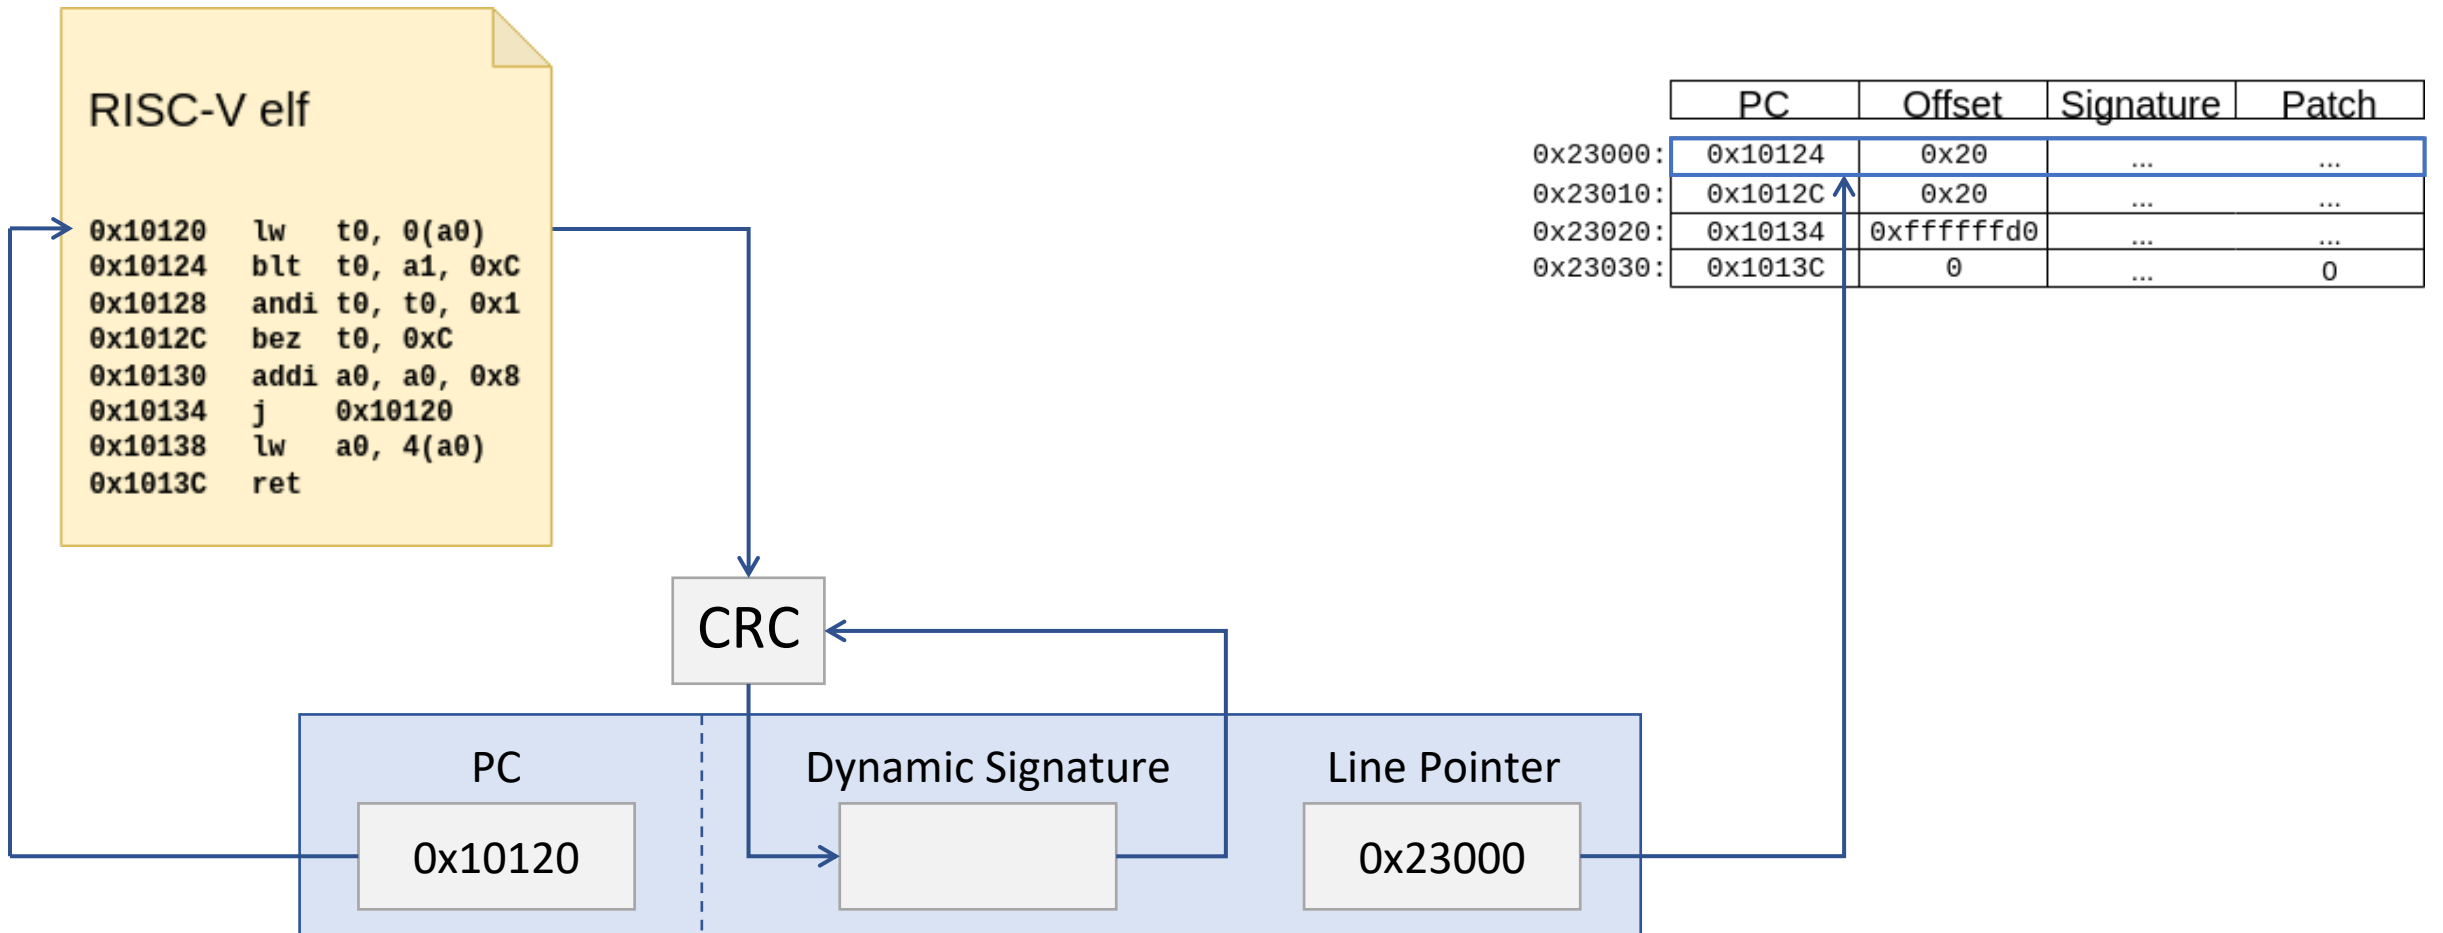 RISC-V elf
0x10120 lw t0, 0(a0)
0x10124 blt t0, a1, 0xC
0x10128 andi t0, t0, 0x1
0x1012C bez t0, 0xC
0x10130 addi a0, a0, 0x8
0x10134 j 0x10120
0x10138 lw a0, 4(a0)
0x1013C ret
PC Offset Signature Patch
0x23000: 0x10124 0x20 ... ...
0x23010: 0x1012C 0x20 ... ...
0x23020: 0x10134 0xffffffd0 ... ...
0x23030: 0x1013C 0 ... 0
CRC
PC Dynamic Signature Line Pointer
0x10120 0x23000